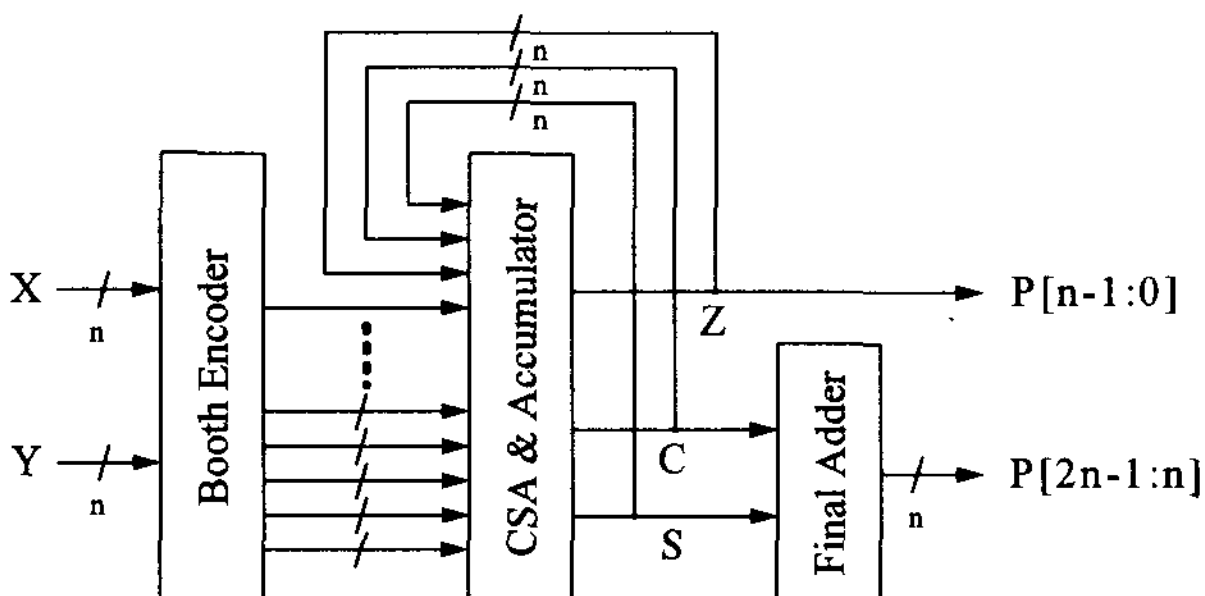 n
n
n
X
n
Y
n
Booth Encoder
CSA & Accumulator
Z
C
S
Final Adder
P[n-1:0]
P[2n-1:n]
n